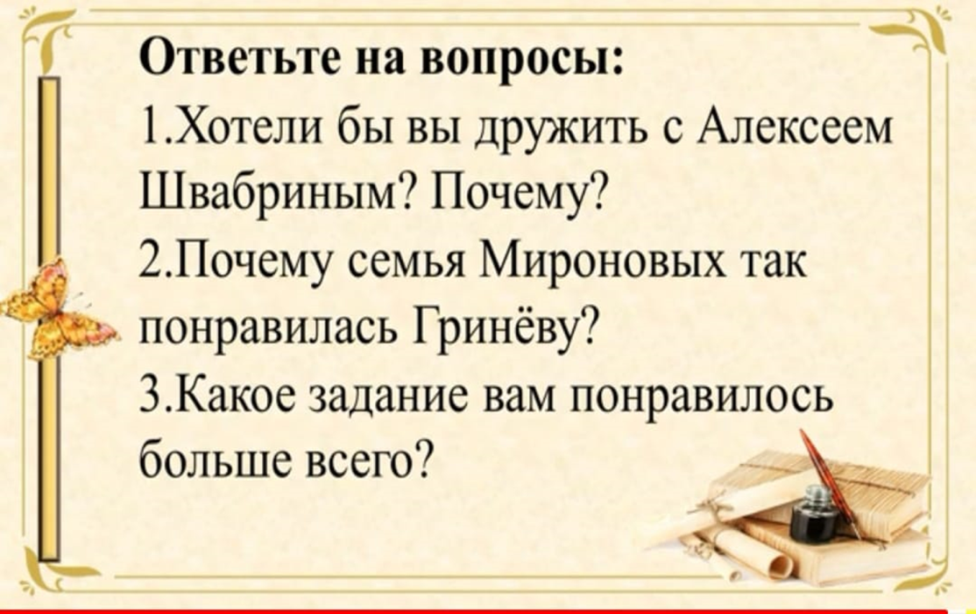 Ответьте на вопросы:
1.Хотели бы вы дружить с Алексеем
Швабриным? Почему?
2.Почему семья Мироновых так
понравилась Гринёву?
3.Какое задание вам понравилось
больше всего?